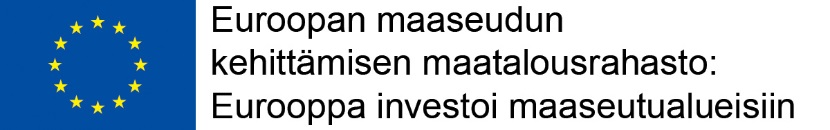 Euroopan maaseudun
kehittämisen maatalousrahasto:
Eurooppa investoi maaseutualueisiin